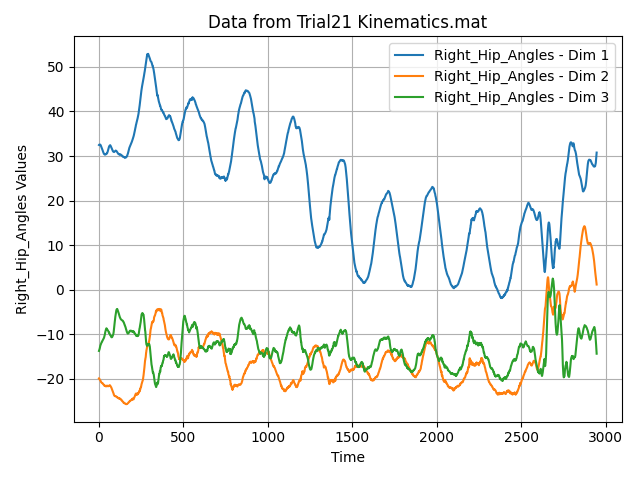 Data from Trial21 Kinematics.mat
Right_Hip_Angles - Dim 1
Right_Hip_Angles - Dim 2
Right_Hip_Angles - Dim 3
Right_Hip_Angles Values
50
40
30
20
10
0
−10
−20
0 500 1000 1500 2000 2500 3000
Time